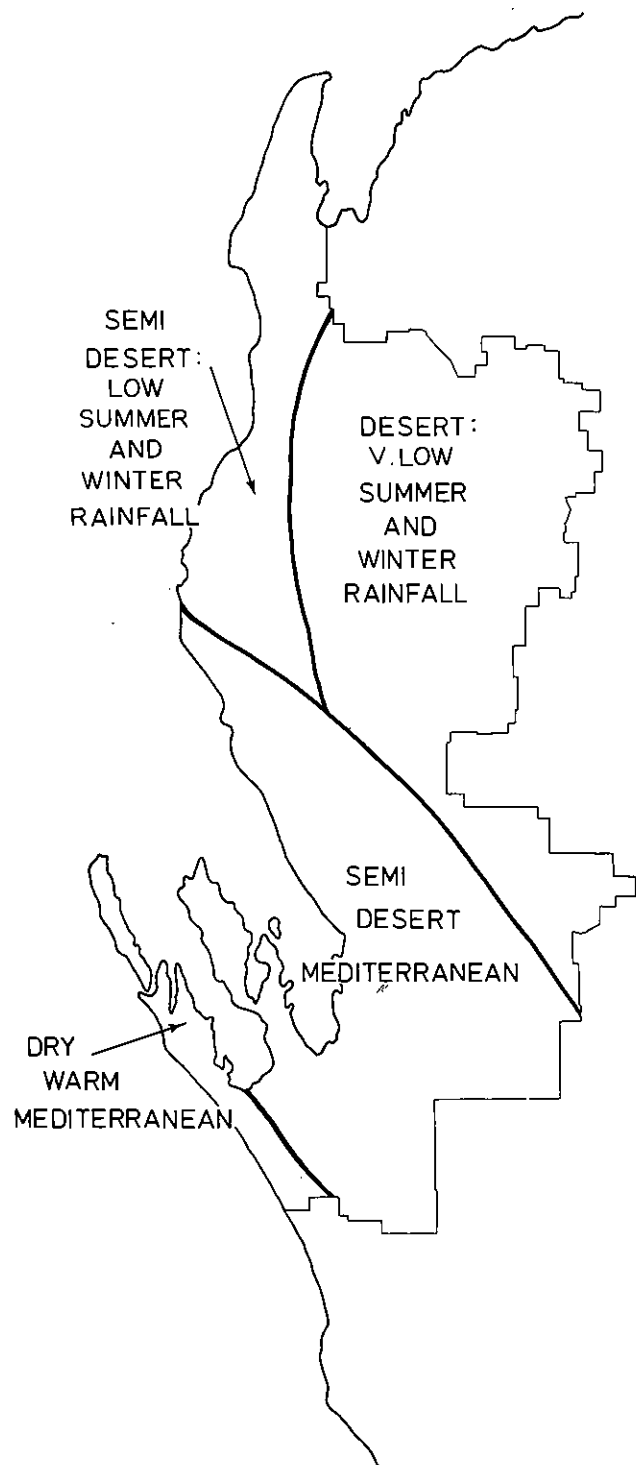 SEMI
DESERT:
LOW
SUMMER
AND
WINTER
RAINFALL
DESERT:
V. LOW
SUMMER
AND
WINTER
RAINFALL
SEMI
DESERT
MEDITERRANEAN
DRY
WARM
MEDITERRANEAN